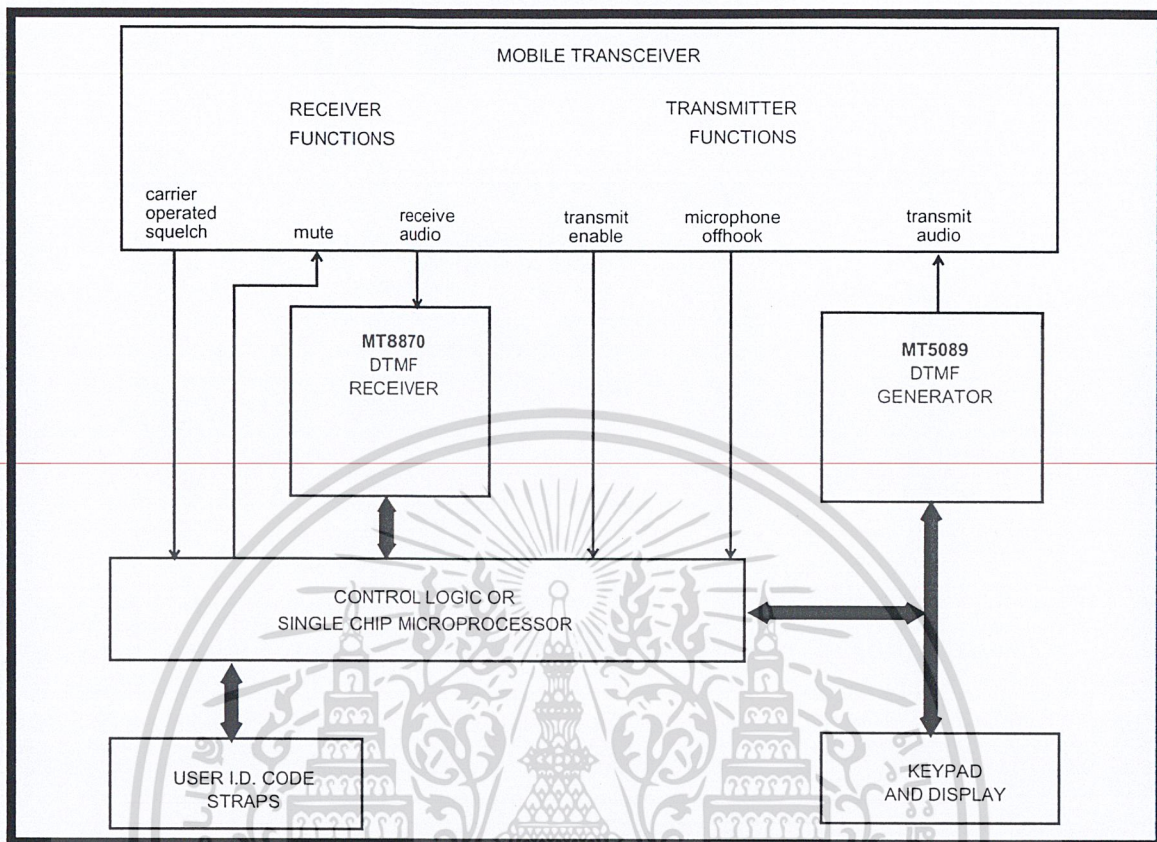 MOBILE TRANSCEIVER
RECEIVER
FUNCTIONS
TRANSMITTER
FUNCTIONS
carrier
operated
squelch
mute
receive
audio
transmit
enable
microphone
offhook
transmit
audio
MT8870
DTMF
RECEIVER
MT5089
DTMF
GENERATOR
CONTROL LOGIC OR
SINGLE CHIP MICROPROCESSOR
USER I.D. CODE
STRAPS
KEYPAD
AND DISPLAY